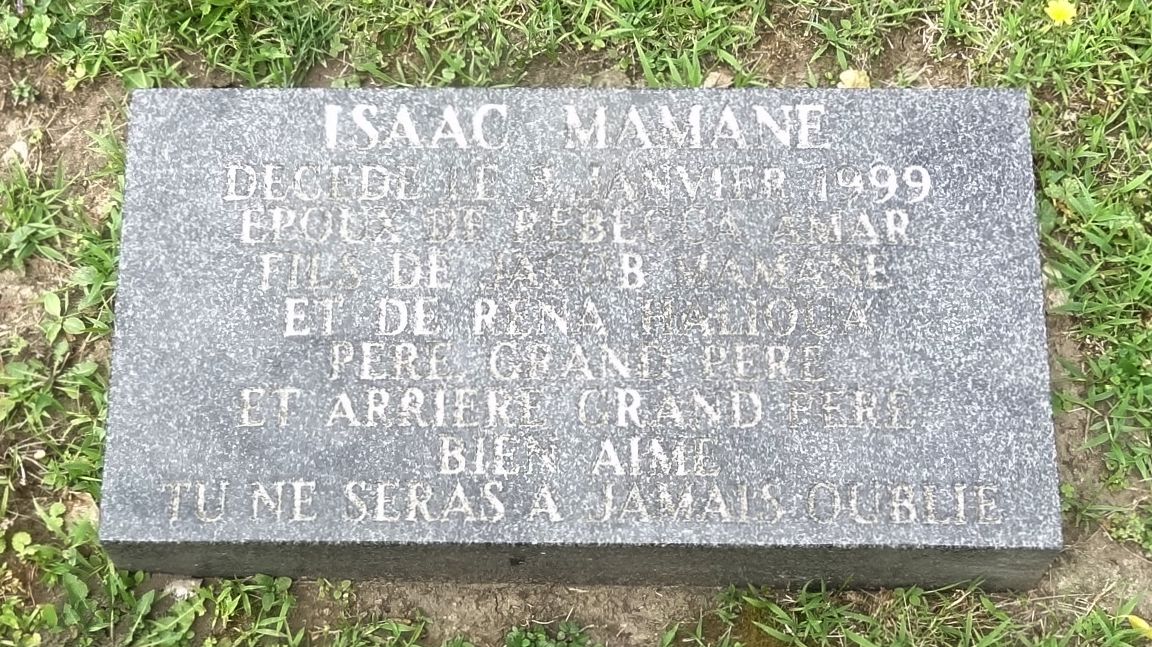 ISAAC MAMANE
DECEDE LE 3 JANVIER 1999
EPOUX DE REBECCA AMAR
FILS DE JACOB MAMANE
ET DE RENA HALIOUA
PERE, GRAND PERE
ET ARRIERE GRAND PERE
BIEN AIME
TU NE SERAS A JAMAIS OUBLIE